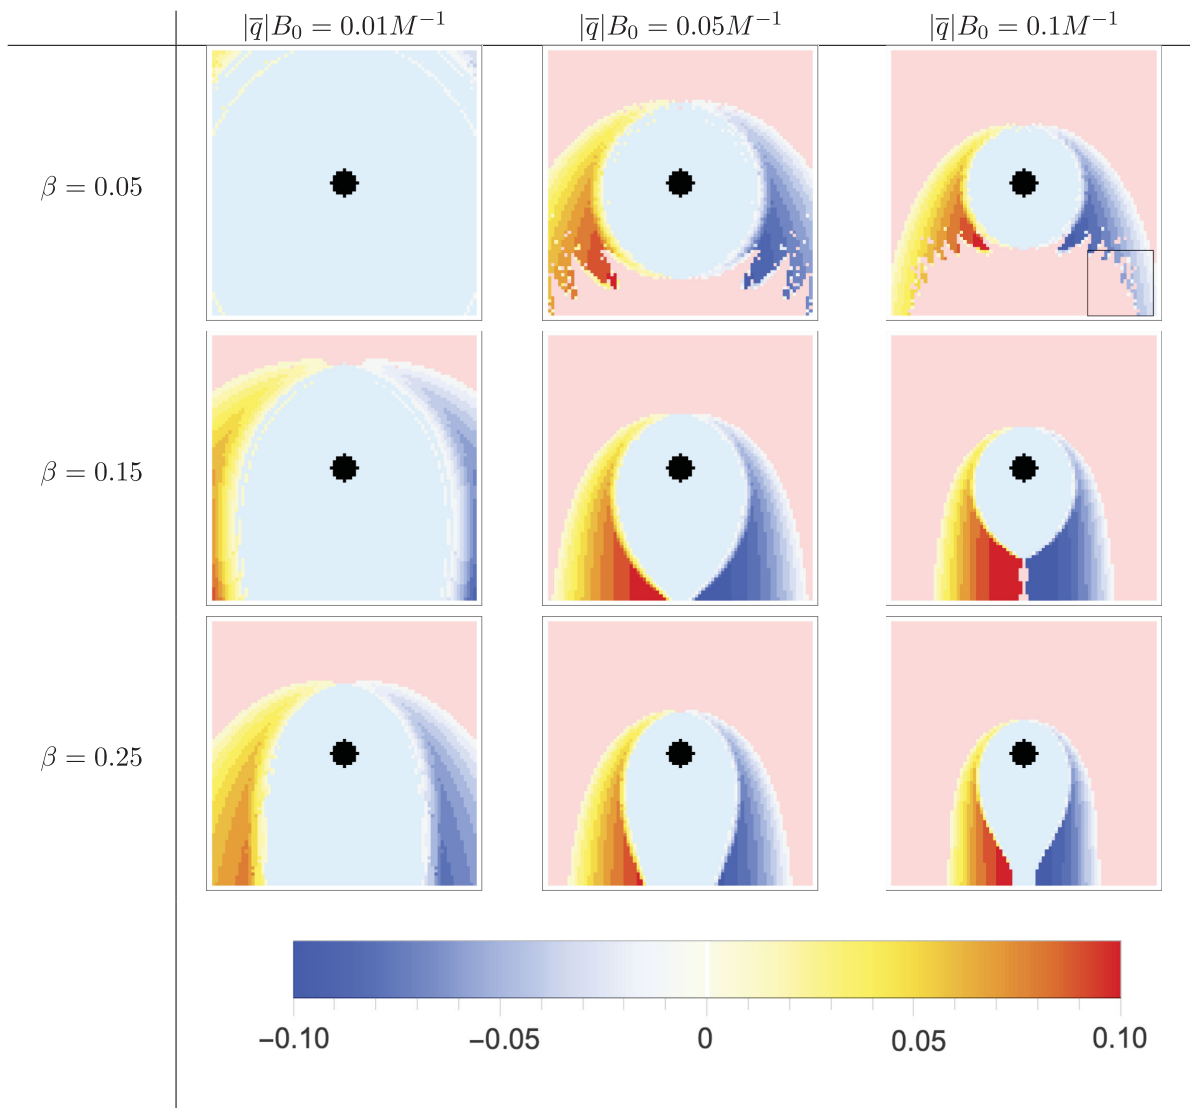 |q̅|B₀ = 0.01M⁻¹ |q̅|B₀ = 0.05M⁻¹ |q̅|B₀ = 0.1M⁻¹
β = 0.05
β = 0.15
β = 0.25
−0.10 −0.05 0 0.05 0.10